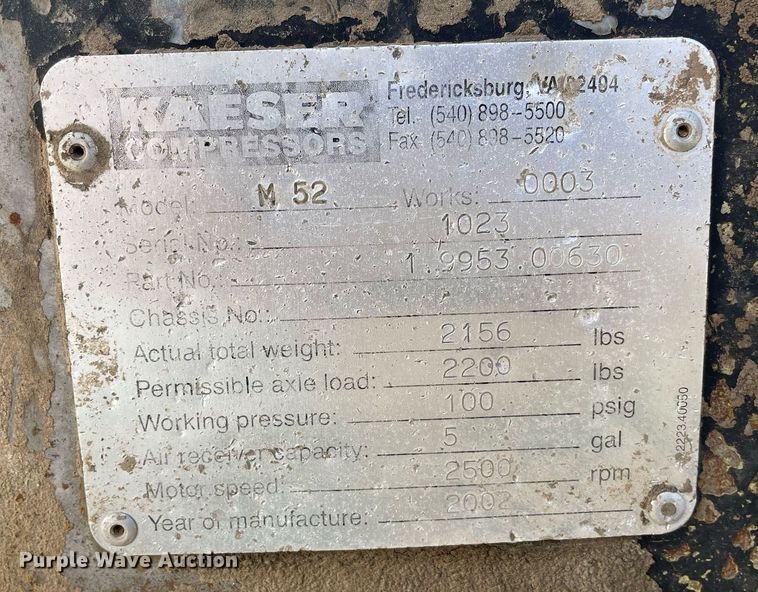 KAESER
COMPRESSORS
Fredericksburg, VA 22404
Tel. (540) 898-5500
Fax (540) 898-5520
Model: M 52 Works: 0003
Serial No.: 1023
Part No.: 1.9953.00630
Chassis No.:
Actual total weight: 2156 lbs
Permissible axle load: 2200 lbs
Working pressure: 100 psig
Air receiver capacity: 5 gal
Motor speed: 2500 rpm
Year of manufacture: 2002
Purple Wave Auction